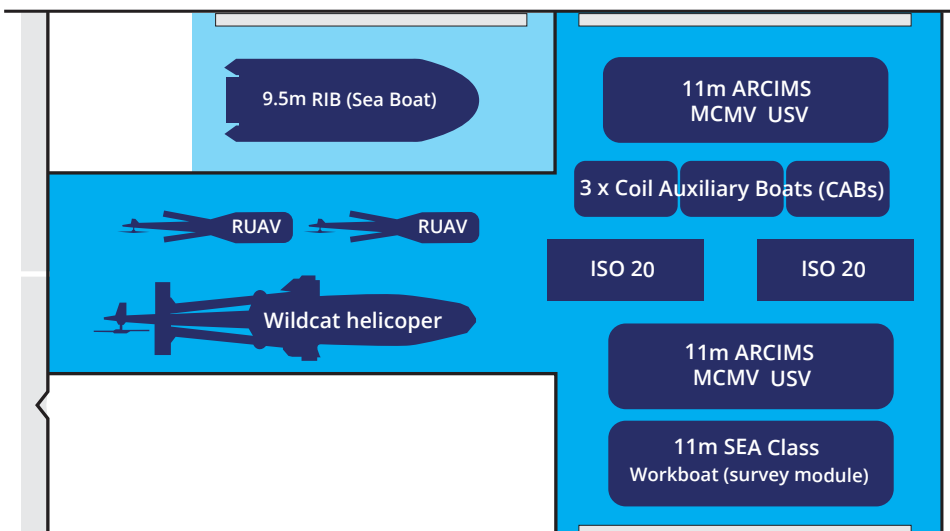 9.5m RIB (Sea Boat)
11m ARCIMS
MCMV USV
3 x Coil Auxiliary Boats (CABs)
RUAV
RUAV
ISO 20
ISO 20
Wildcat helicoper
11m ARCIMS
MCMV USV
11m SEA Class
Workboat (survey module)